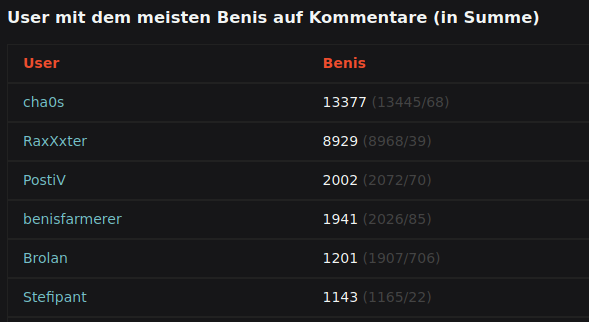 User mit dem meisten Benis auf Kommentare (in Summe)
User Benis
cha0s 13377 (13445/68)
RaxXxter 8929 (8968/39)
PostiV 2002 (2072/70)
benisfarmerer 1941 (2026/85)
Brolan 1201 (1907/706)
Stefipant 1143 (1165/22)